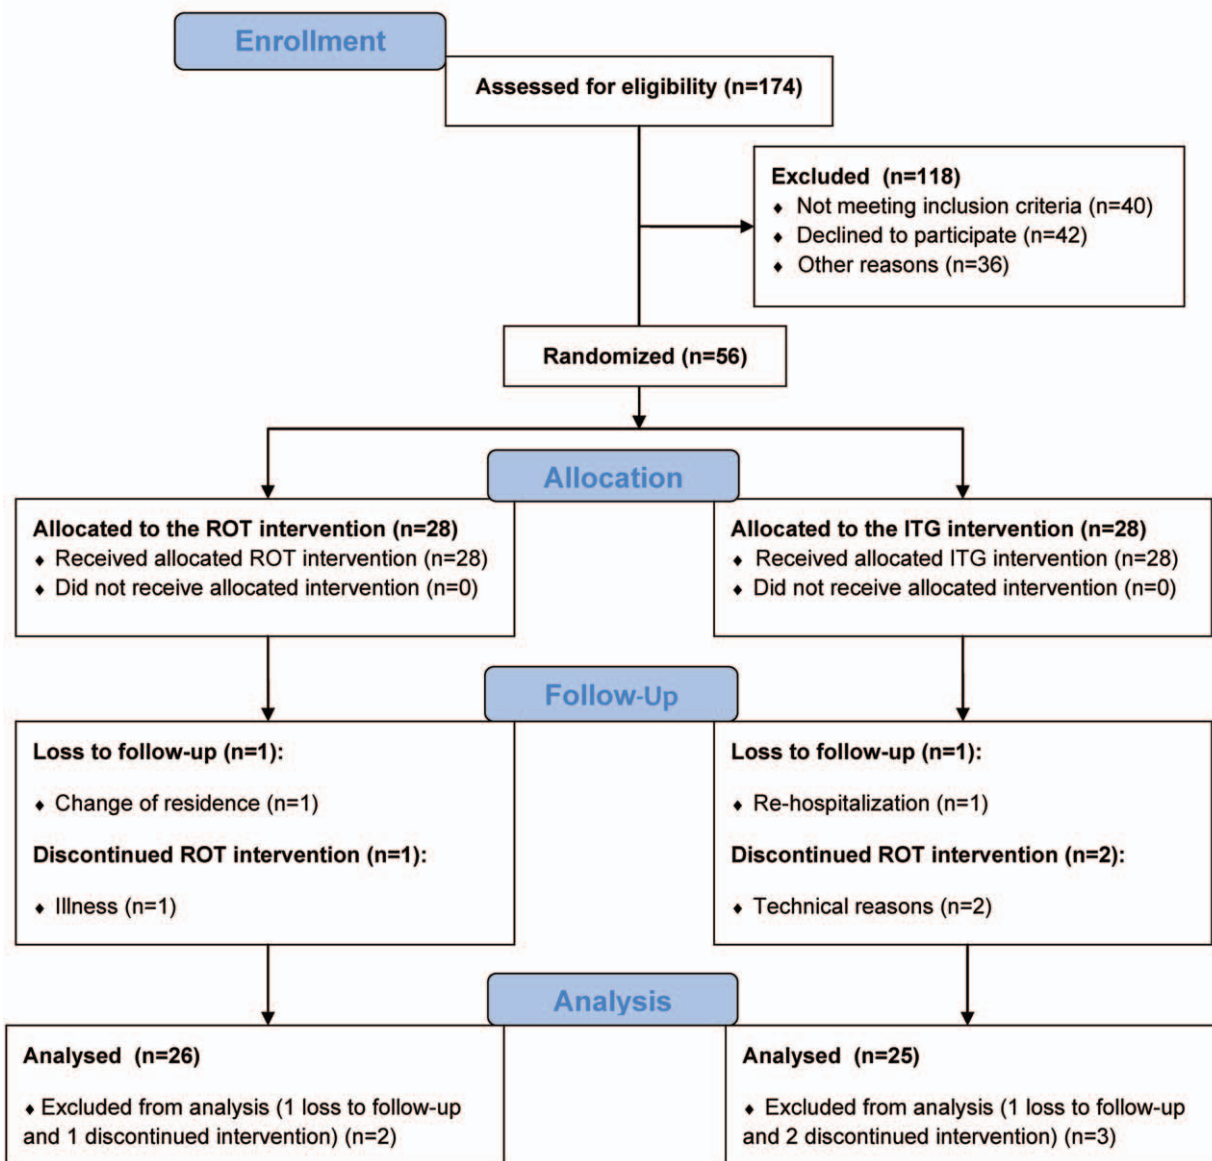 Enrollment
Assessed for eligibility (n=174)
Excluded (n=118)
♦ Not meeting inclusion criteria (n=40)
♦ Declined to participate (n=42)
♦ Other reasons (n=36)
Randomized (n=56)
Allocation
Allocated to the ROT intervention (n=28)
♦ Received allocated ROT intervention (n=28)
♦ Did not receive allocated intervention (n=0)
Allocated to the ITG intervention (n=28)
♦ Received allocated ITG intervention (n=28)
♦ Did not receive allocated intervention (n=0)
Follow-Up
Loss to follow-up (n=1):
♦ Change of residence (n=1)
Discontinued ROT intervention (n=1):
♦ Illness (n=1)
Loss to follow-up (n=1):
♦ Re-hospitalization (n=1)
Discontinued ROT intervention (n=2):
♦ Technical reasons (n=2)
Analysis
Analysed (n=26)
♦ Excluded from analysis (1 loss to follow-up
and 1 discontinued intervention) (n=2)
Analysed (n=25)
♦ Excluded from analysis (1 loss to follow-up
and 2 discontinued intervention) (n=3)